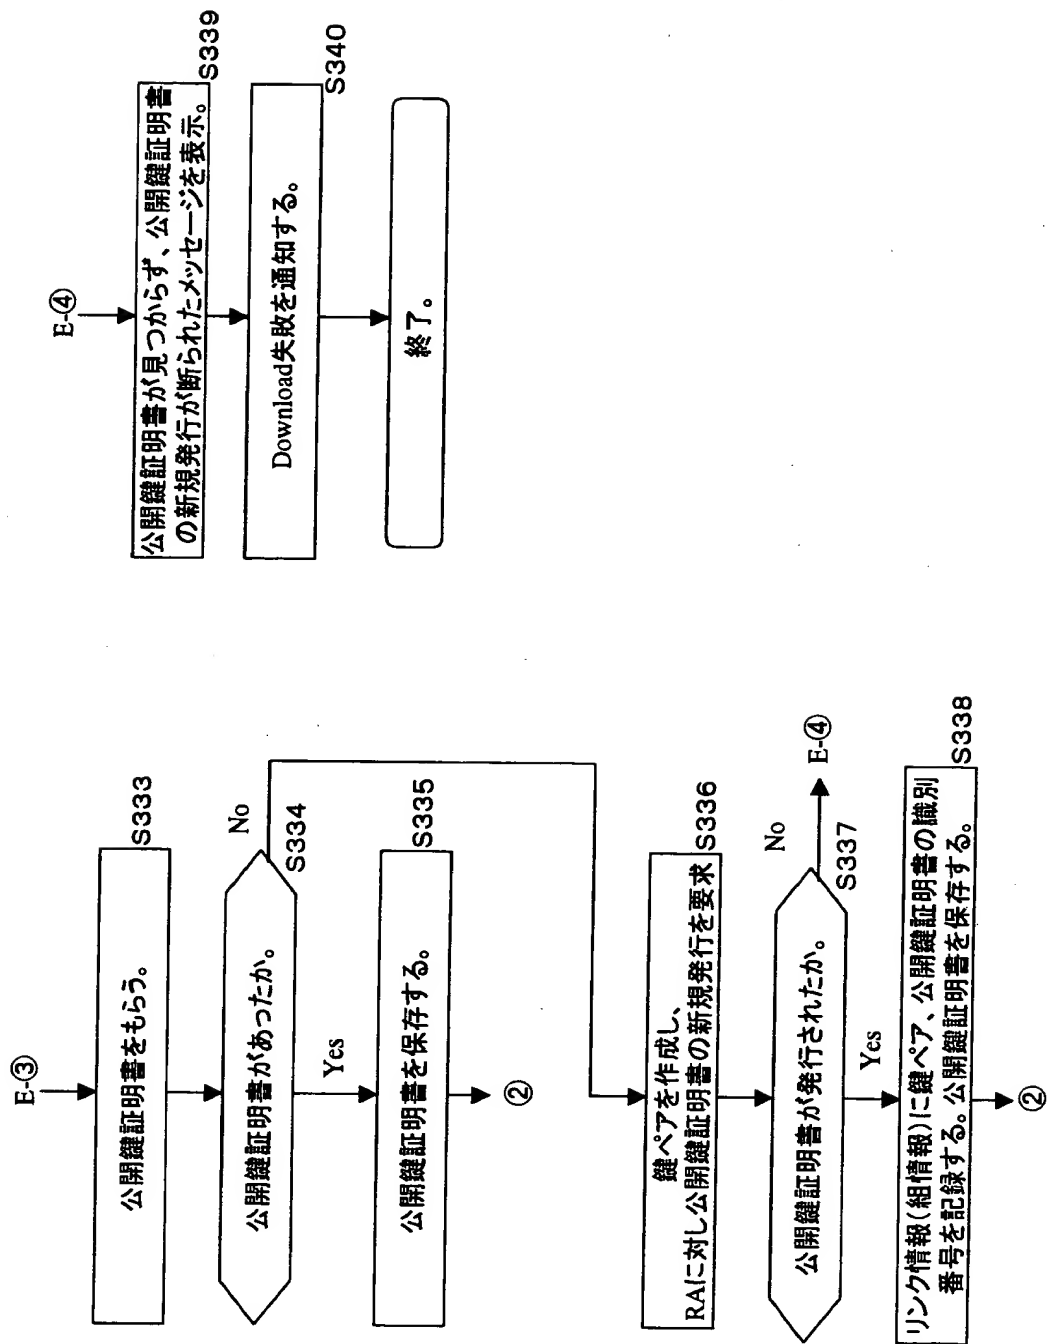 E-③
公開鍵証明書をもらう。
S333
公開鍵証明書があったか。
No
S334
Yes
公開鍵証明書を保存する。
S335
②
鍵ペアを作成し、
RAに対し公開鍵証明書の新規発行を要求
S336
公開鍵証明書が発行されたか。
No
E-④
S337
Yes
リンク情報(組情報)に鍵ペア、公開鍵証明書の識別
番号を記録する。公開鍵証明書を保存する。
S338
②
E-④
公開鍵証明書が見つからず、公開鍵証明書
の新規発行が断られたメッセージを表示。
S339
Download失敗を通知する。
S340
終了。